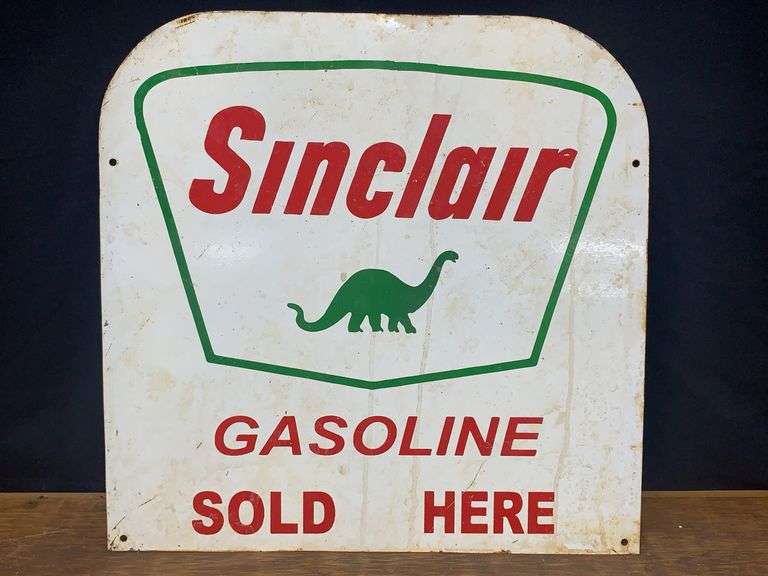 Sinclair
GASOLINE
SOLD HERE